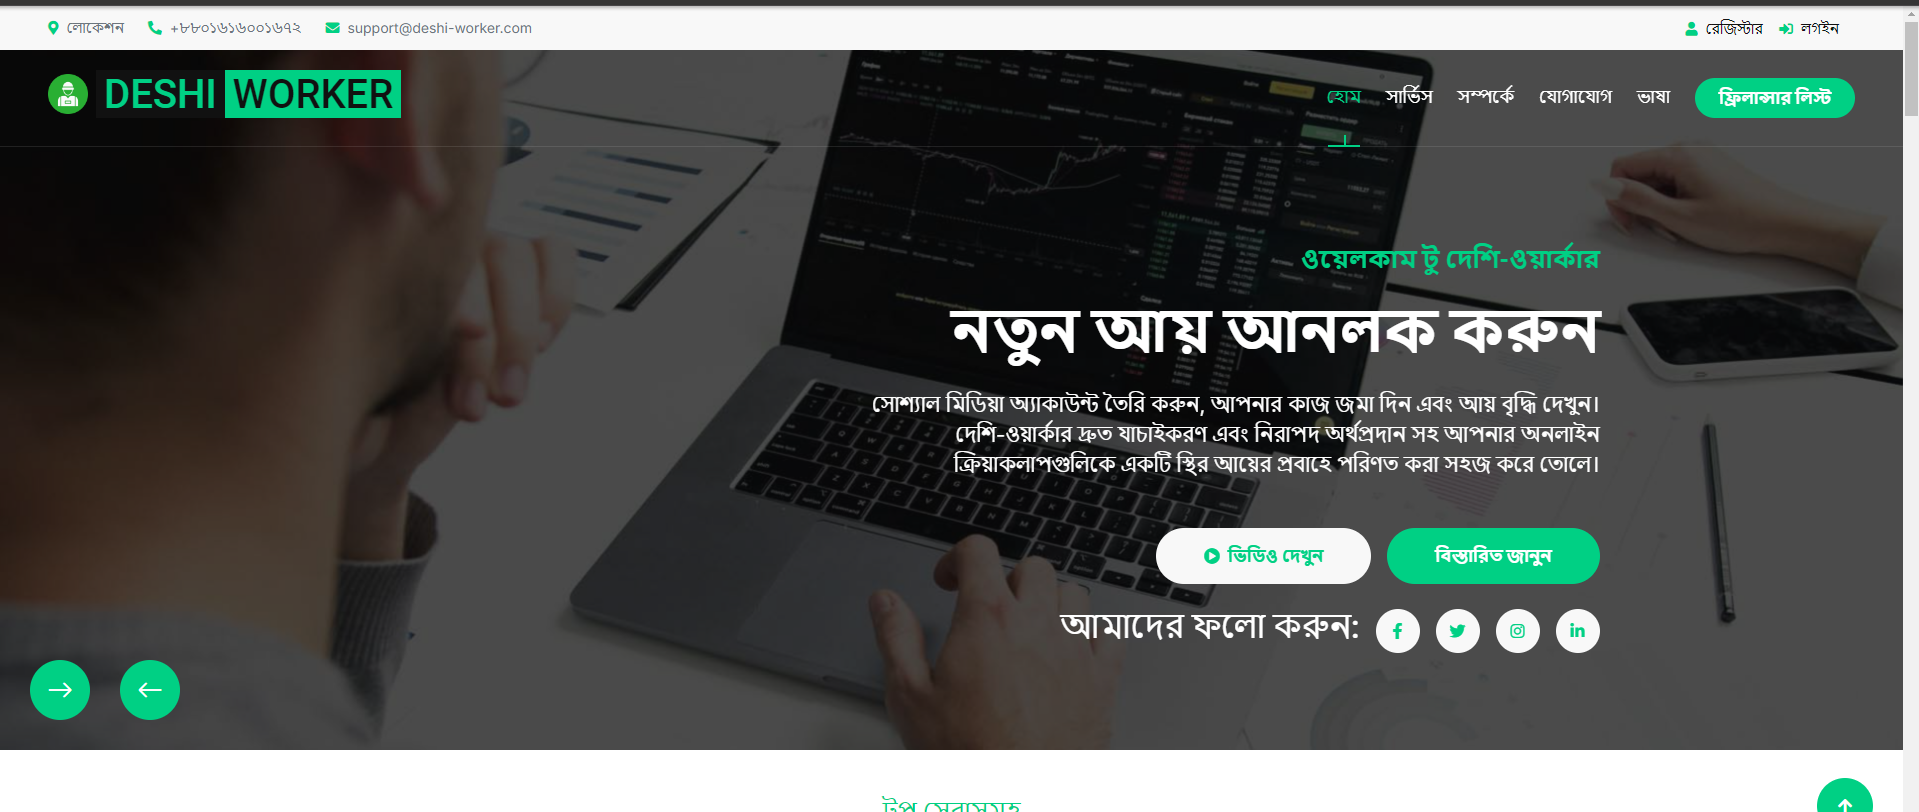 লোকেশন +৮৮০১৬১৬০০১৬৭২ support@deshi-worker.com রেজিস্টার লগইন
DESHI WORKER হোম সার্ভিস সম্পর্কে যোগাযোগ ভাষা ফ্রিলান্সার লিস্ট
ওয়েলকাম টু দেশি-ওয়ার্কার
নতুন আয় আনলক করুন
সোশ্যাল মিডিয়া অ্যাকাউন্ট তৈরি করুন, আপনার কাজ জমা দিন এবং আয় বৃদ্ধি দেখুন।
দেশি-ওয়ার্কার দ্রুত যাচাইকরণ এবং নিরাপদ অর্থপ্রদান সহ আপনার অনলাইন
ক্রিয়াকলাপগুলিকে একটি স্থির আয়ের প্রবাহে পরিণত করা সহজ করে তোলে।
ভিডিও দেখুন বিস্তারিত জানুন
আমাদের ফলো করুন: